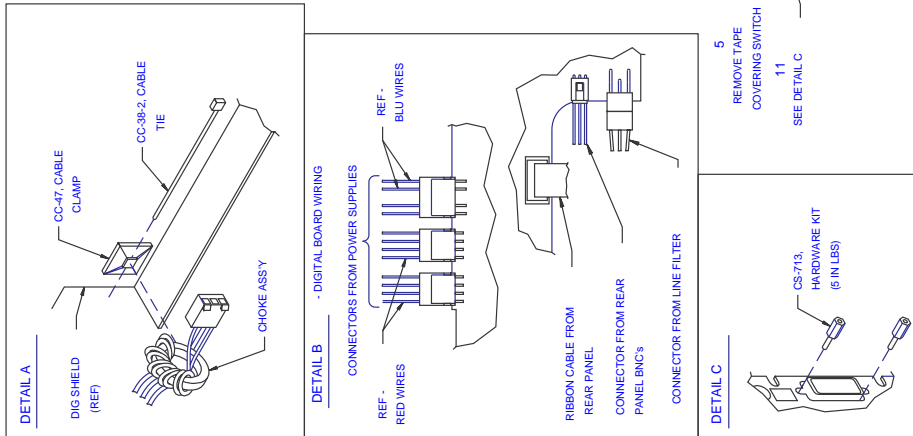 DETAIL A
CC-47, CABLE
CLAMP
CC-38-2, CABLE
TIE
DIG SHIELD
(REF)
CHOKE ASS'Y
DETAIL B
- DIGITAL BOARD WIRING
CONNECTORS FROM POWER SUPPLIES
REF -
RED WIRES
REF -
BLU WIRES
RIBBON CABLE FROM
REAR PANEL
CONNECTOR FROM REAR
PANEL BNC's
CONNECTOR FROM LINE FILTER
DETAIL C
CS-713,
HARDWARE KIT
(5 IN LBS)
5
REMOVE TAPE
COVERING SWITCH
11
SEE DETAIL C